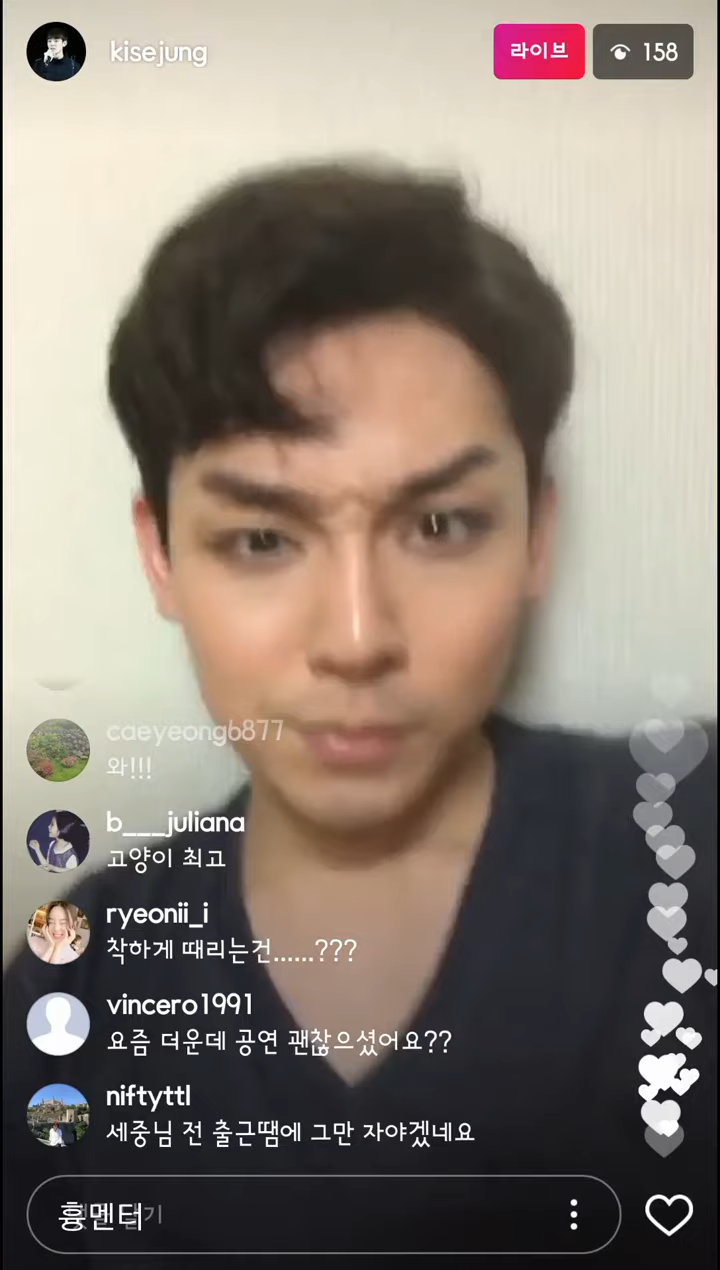 kisejung
라이브
158
caeyeong6877
와!!!
b___juliana
고양이 최고
ryeonii_i
착하게 때리는건......???
vincero1991
요즘 더운데 공연 괜찮으셨어요??
niftyttl
세중님 전 출근땜에 그만 자야겠네요
흉멘터